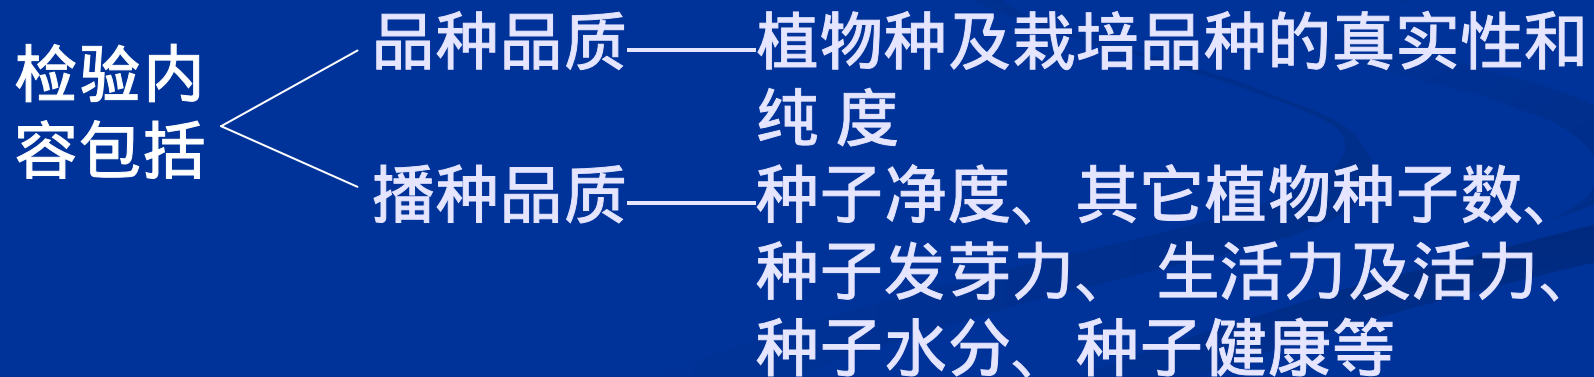 检验内
容包括
品种品质——植物种及栽培品种的真实性和
纯 度
播种品质——种子净度、其它植物种子数、
种子发芽力、 生活力及活力、
种子水分、种子健康等